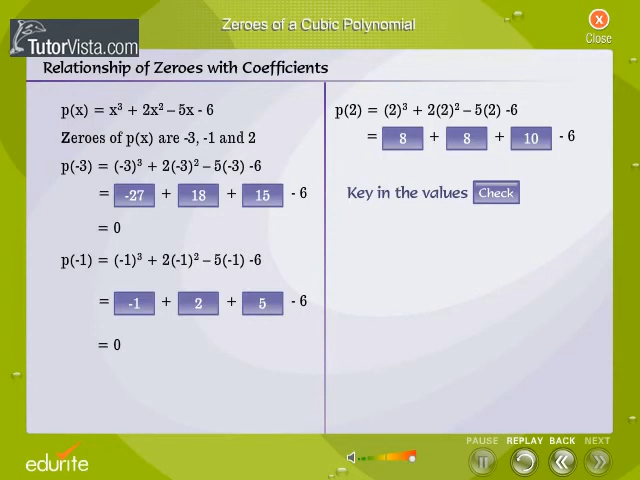 Zeroes of a Cubic Polynomial
Close
TutorVista.com
Relationship of Zeroes with Coefficients
p(x) = x³ + 2x² – 5x - 6
Zeroes of p(x) are -3, -1 and 2
p(-3) = (-3)³ + 2(-3)² – 5(-3) -6
= -27 + 18 + 15 - 6
= 0
p(-1) = (-1)³ + 2(-1)² – 5(-1) -6
= -1 + 2 + 5 - 6
= 0
p(2) = (2)³ + 2(2)² – 5(2) -6
= 8 + 8 + 10 - 6
Key in the values Check
PAUSE REPLAY BACK NEXT
edurite